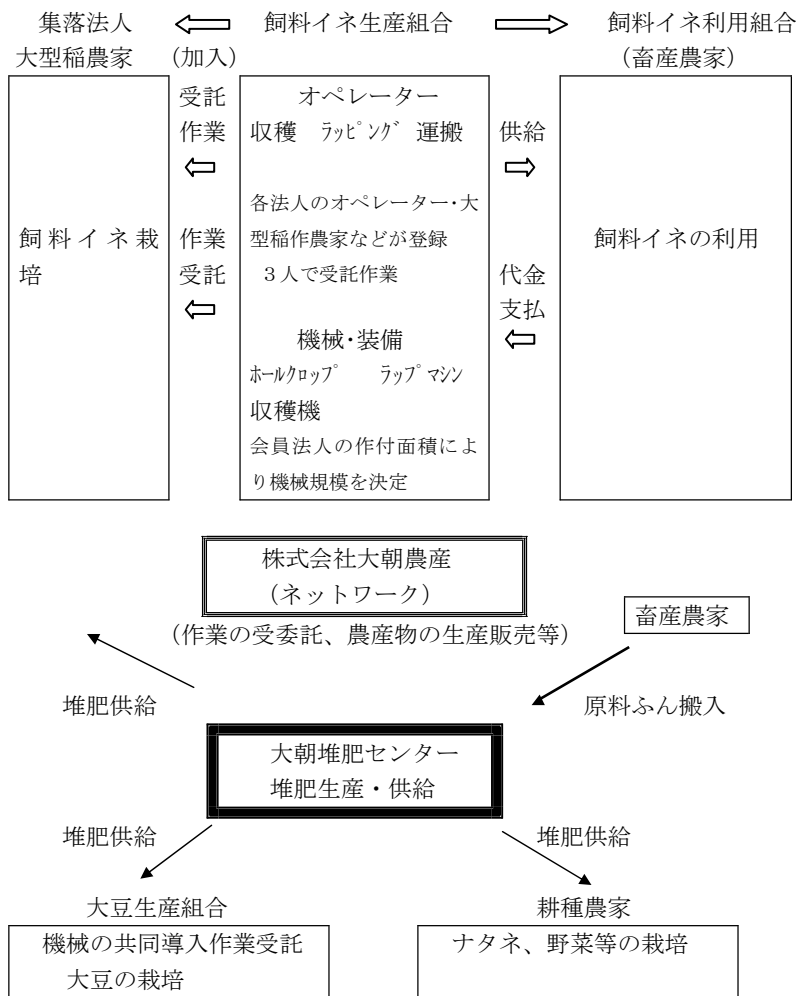 集落法人 飼料イネ生産組合 飼料イネ利用組合
大型稲農家 (加入) (畜産農家)
受託 オペレーター
作業 収穫 ﾗｯﾋﾟﾝｸﾞ 運搬 供給
各法人のオペレーター･大
飼料イネ栽 作業 型稲作農家などが登録 飼料イネの利用
培 受託 3人で受託作業 代金
支払
機械･装備
ﾎｰﾙｸﾛｯﾌﾟ ﾗｯﾌﾟﾏｼﾝ
収穫機
会員法人の作付面積によ
り機械規模を決定
株式会社大朝農産
(ネットワーク)
畜産農家
(作業の受委託、農産物の生産販売等)
堆肥供給 原料ふん搬入
大朝堆肥センター
堆肥生産・供給
堆肥供給 堆肥供給
大豆生産組合 耕種農家
機械の共同導入作業受託 ナタネ、野菜等の栽培
大豆の栽培